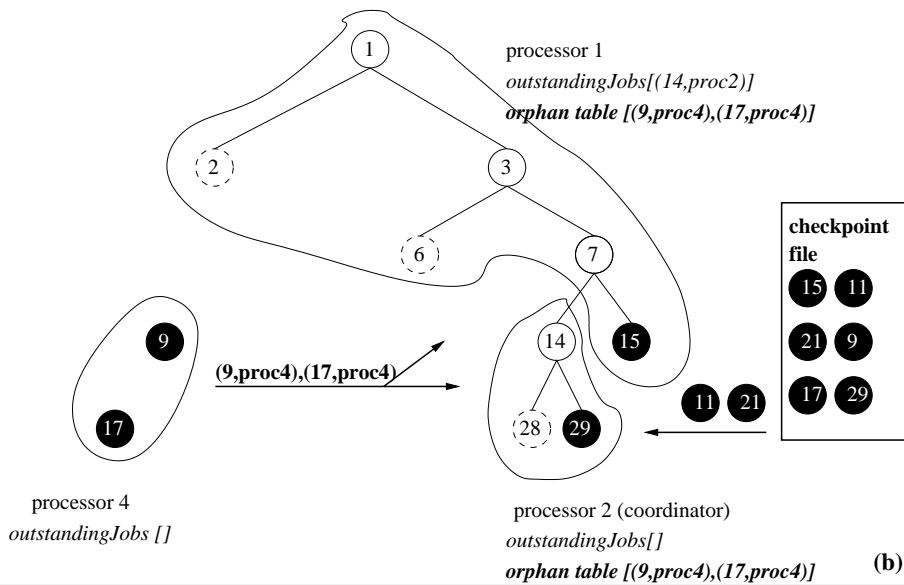 1
processor 1
outstandingJobs[(14,proc2)]
orphan table [(9,proc4),(17,proc4)]
2
3
6
7
checkpoint
file
15 11
21 9
17 29
9
14
15
(9,proc4),(17,proc4)
11 21
17
28
29
processor 4
outstandingJobs []
processor 2 (coordinator)
outstandingJobs[]
orphan table [(9,proc4),(17,proc4)]
(b)